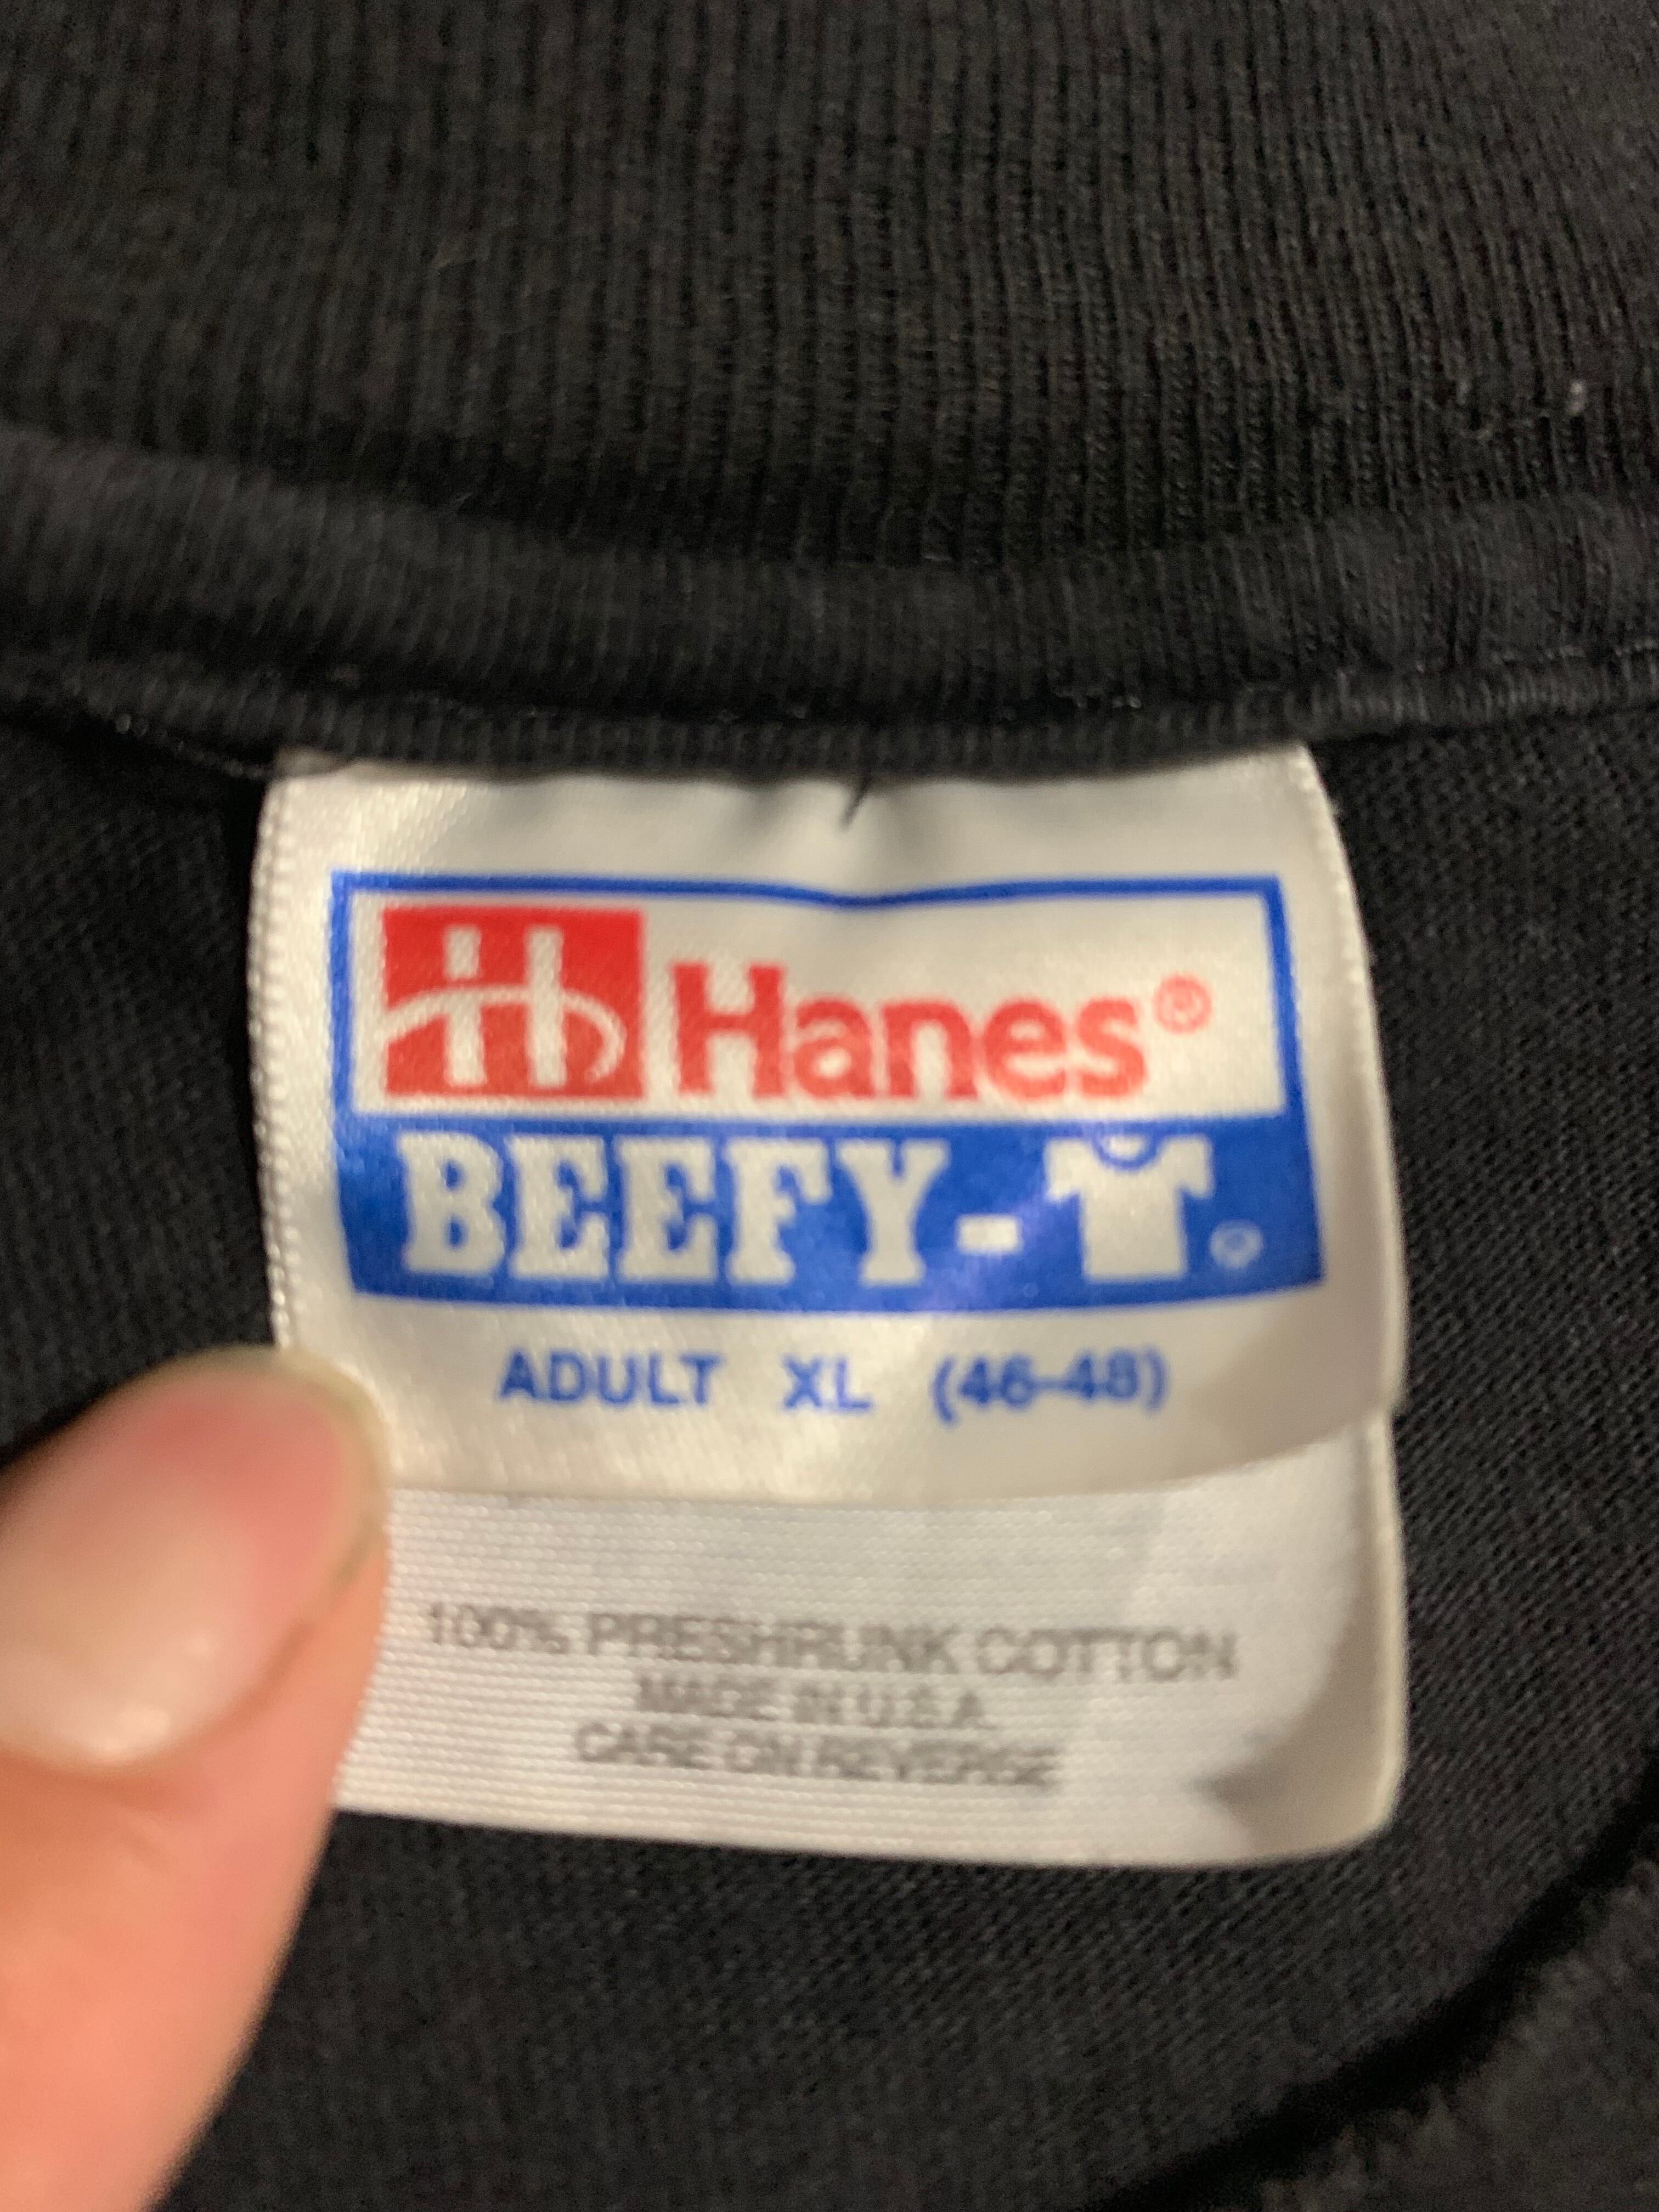 H Hanes®
BEEFY-T®
ADULT XL (46-48)
100% PRESHRUNK COTTON
MADE IN U.S.A.
CARE ON REVERSE